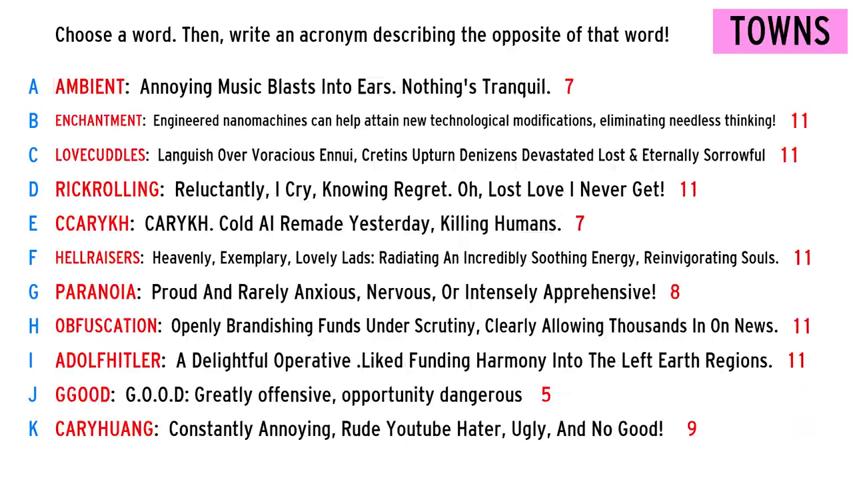 Choose a word. Then, write an acronym describing the opposite of that word!
TOWNS
A AMBIENT: Annoying Music Blasts Into Ears. Nothing's Tranquil. 7
B ENCHANTMENT: Engineered nanomachines can help attain new technological modifications, eliminating needless thinking! 11
C LOVECUDDLES: Languish Over Voracious Ennui, Cretins Upturn Denizens Devastated Lost & Eternally Sorrowful 11
D RICKROLLING: Reluctantly, I Cry, Knowing Regret. Oh, Lost Love I Never Get! 11
E CCARYKH: CARYKH. Cold AI Remade Yesterday, Killing Humans. 7
F HELLRAISERS: Heavenly, Exemplary, Lovely Lads: Radiating An Incredibly Soothing Energy, Reinvigorating Souls. 11
G PARANOIA: Proud And Rarely Anxious, Nervous, Or Intensely Apprehensive! 8
H OBFUSCATION: Openly Brandishing Funds Under Scrutiny, Clearly Allowing Thousands In On News. 11
I ADOLFHITLER: A Delightful Operative .Liked Funding Harmony Into The Left Earth Regions. 11
J GGOOD: G.O.O.D: Greatly offensive, opportunity dangerous 5
K CARYHUANG: Constantly Annoying, Rude Youtube Hater, Ugly, And No Good! 9